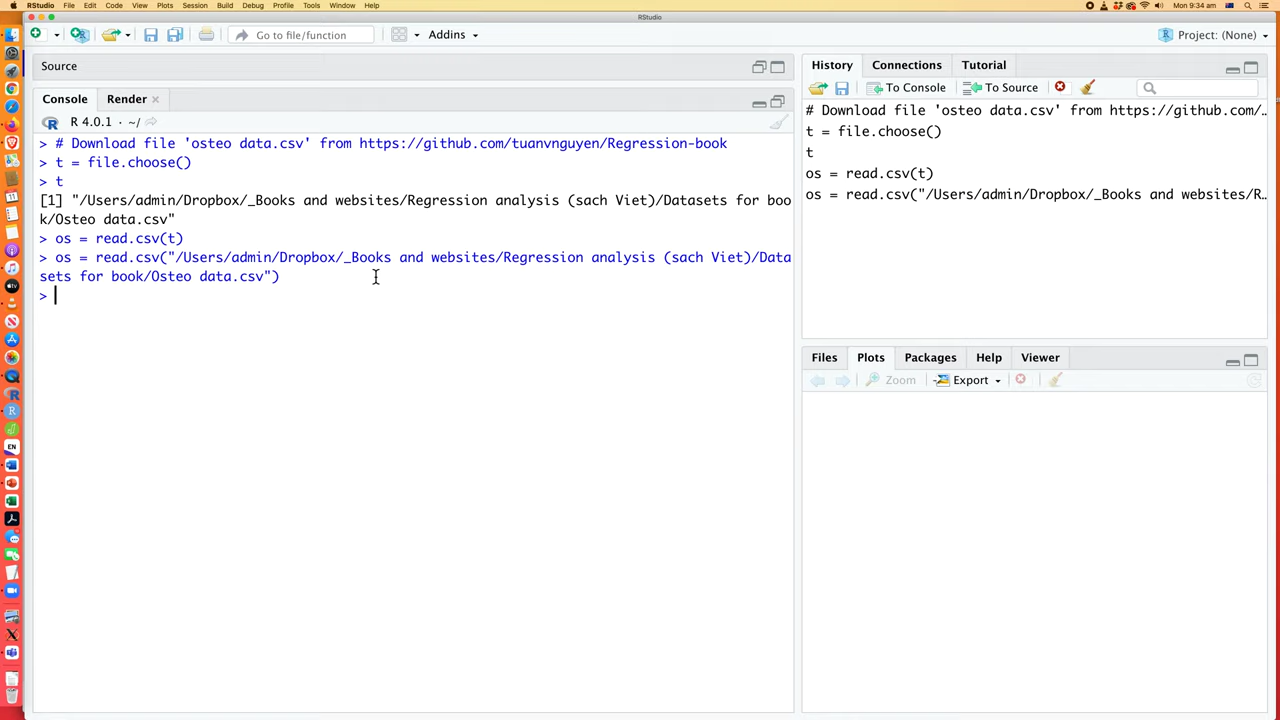 RStudio File Edit Code View Plots Session Build Debug Profile Tools Window Help Mon 9:34 am
RStudio
Go to file/function Addins Project: (None)
Source
Console Render
R 4.0.1 · ~/
> # Download file 'osteo data.csv' from https://github.com/tuanvnguyen/Regression-book
> t = file.choose()
> t
[1] "/Users/admin/Dropbox/_Books and websites/Regression analysis (sach Viet)/Datasets for boo
k/Osteo data.csv"
> os = read.csv(t)
> os = read.csv("/Users/admin/Dropbox/_Books and websites/Regression analysis (sach Viet)/Data
sets for book/Osteo data.csv")
>
History Connections Tutorial
To Console To Source
# Download file 'osteo data.csv' from https://github.com/…
t = file.choose()
t
os = read.csv(t)
os = read.csv("/Users/admin/Dropbox/_Books and websites/R…
Files Plots Packages Help Viewer
Zoom Export
EN